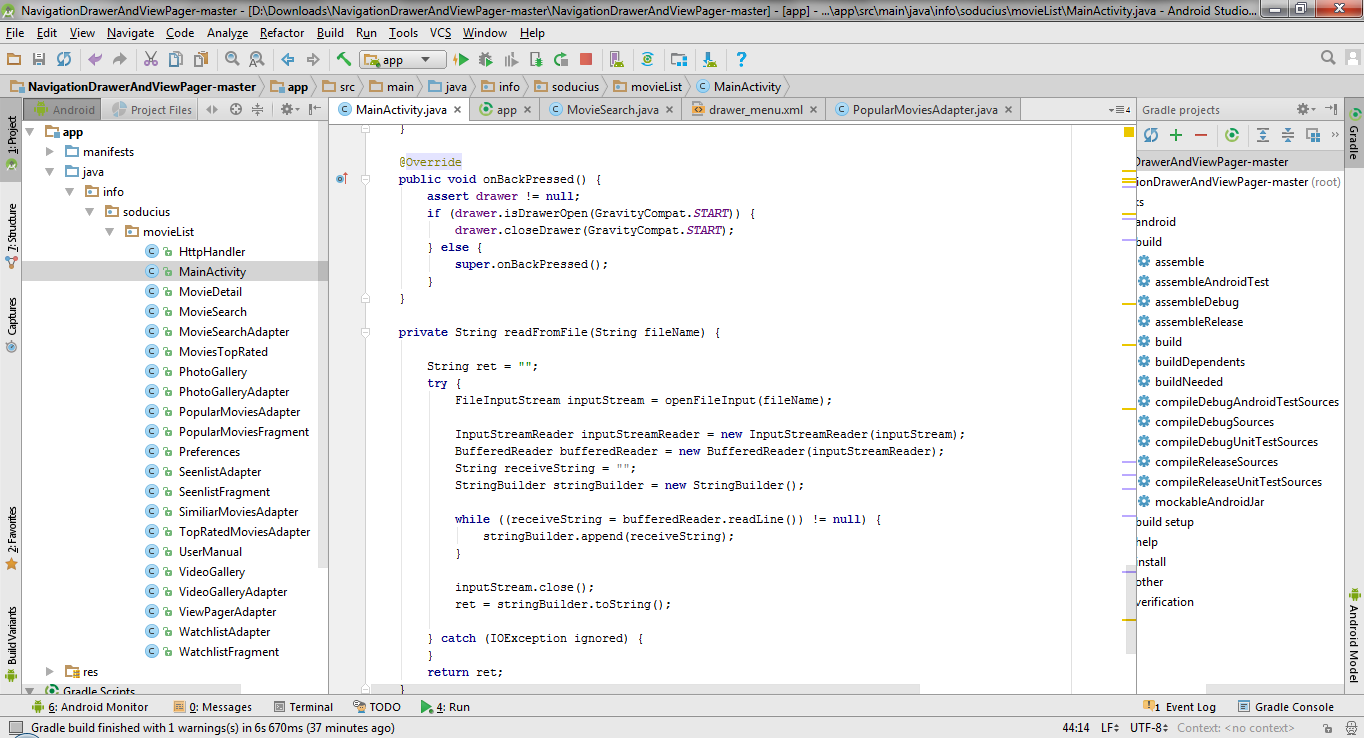 NavigationDrawerAndViewPager-master - [D:\Downloads\NavigationDrawerAndViewPager-master\NavigationDrawerAndViewPager-master] - [app] - ...\app\src\main\java\info\soducius\movieList\MainActivity.java - Android Studio...
File Edit View Navigate Code Analyze Refactor Build Run Tools VCS Window Help
app
NavigationDrawerAndViewPager-master app src main java info soducius movieList MainActivity
Android Project Files
MainActivity.java app MovieSearch.java drawer_menu.xml PopularMoviesAdapter.java
4
Gradle projects
1: Project
7: Structure
Captures
2: Favorites
Build Variants
app
manifests
java
info
soducius
movieList
HttpHandler
MainActivity
MovieDetail
MovieSearch
MovieSearchAdapter
MoviesTopRated
PhotoGallery
PhotoGalleryAdapter
PopularMoviesAdapter
PopularMoviesFragment
Preferences
SeenlistAdapter
SeenlistFragment
SimiliarMoviesAdapter
TopRatedMoviesAdapter
UserManual
VideoGallery
VideoGalleryAdapter
ViewPagerAdapter
WatchlistAdapter
WatchlistFragment
res
Gradle Scripts
}
@Override
public void onBackPressed() {
assert drawer != null;
if (drawer.isDrawerOpen(GravityCompat.START)) {
drawer.closeDrawer(GravityCompat.START);
} else {
super.onBackPressed();
}
}
private String readFromFile(String fileName) {
String ret = "";
try {
FileInputStream inputStream = openFileInput(fileName);
InputStreamReader inputStreamReader = new InputStreamReader(inputStream);
BufferedReader bufferedReader = new BufferedReader(inputStreamReader);
String receiveString = "";
StringBuilder stringBuilder = new StringBuilder();
while ((receiveString = bufferedReader.readLine()) != null) {
stringBuilder.append(receiveString);
}
inputStream.close();
ret = stringBuilder.toString();
} catch (IOException ignored) {
}
return ret;
}
DrawerAndViewPager-master
ionDrawerAndViewPager-master (root)
ks
android
build
assemble
assembleAndroidTest
assembleDebug
assembleRelease
build
buildDependents
buildNeeded
compileDebugAndroidTestSources
compileDebugSources
compileDebugUnitTestSources
compileReleaseSources
compileReleaseUnitTestSources
mockableAndroidJar
build setup
help
install
other
verification
Gradle
Android Model
6: Android Monitor 0: Messages Terminal TODO 4: Run 1 Event Log Gradle Console
Gradle build finished with 1 warnings(s) in 6s 670ms (37 minutes ago) 44:14 LF UTF-8 Context: <no context>